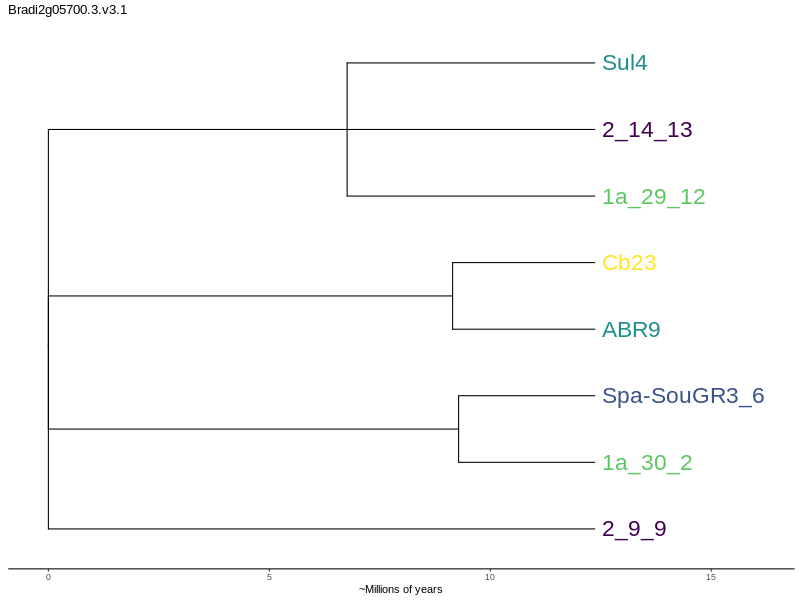 Bradi2g05700.3.v3.1
Sul4
2_14_13
1a_29_12
Cb23
ABR9
Spa-SouGR3_6
1a_30_2
2_9_9
0 5 10 15
~Millions of years